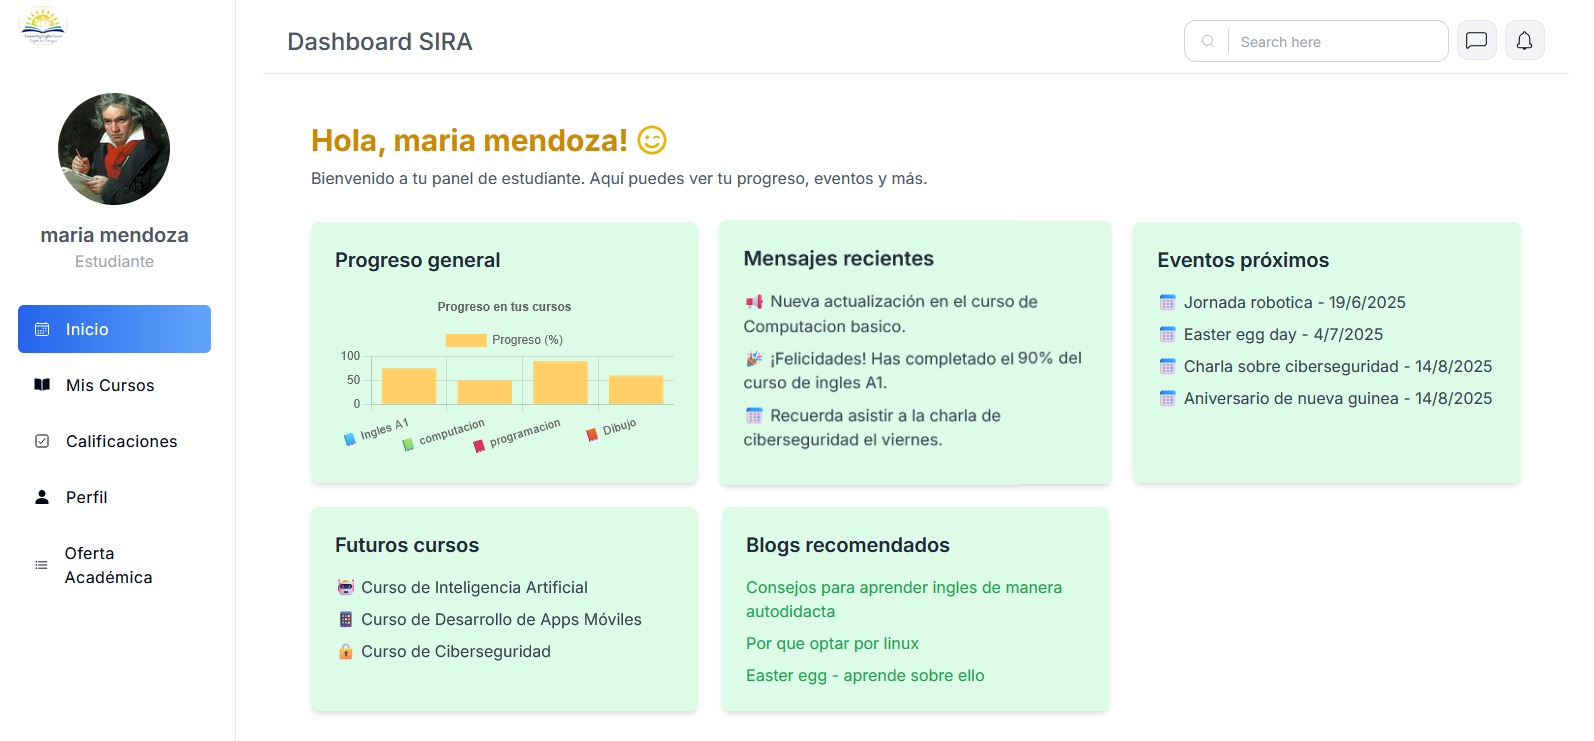 Dashboard SIRA
Search here
maria mendoza
Estudiante
Inicio
Mis Cursos
Calificaciones
Perfil
Oferta
Académica
Hola, maria mendoza!
Bienvenido a tu panel de estudiante. Aquí puedes ver tu progreso, eventos y más.
Progreso general
Progreso en tus cursos
Progreso (%)
100
50
0
Ingles A1
computacion
programacion
Dibujo
Mensajes recientes
Nueva actualización en el curso de
Computacion basico.
¡Felicidades! Has completado el 90% del
curso de ingles A1.
Recuerda asistir a la charla de
ciberseguridad el viernes.
Eventos próximos
Jornada robotica - 19/6/2025
Easter egg day - 4/7/2025
Charla sobre ciberseguridad - 14/8/2025
Aniversario de nueva guinea - 14/8/2025
Futuros cursos
Curso de Inteligencia Artificial
Curso de Desarrollo de Apps Móviles
Curso de Ciberseguridad
Blogs recomendados
Consejos para aprender ingles de manera
autodidacta
Por que optar por linux
Easter egg - aprende sobre ello